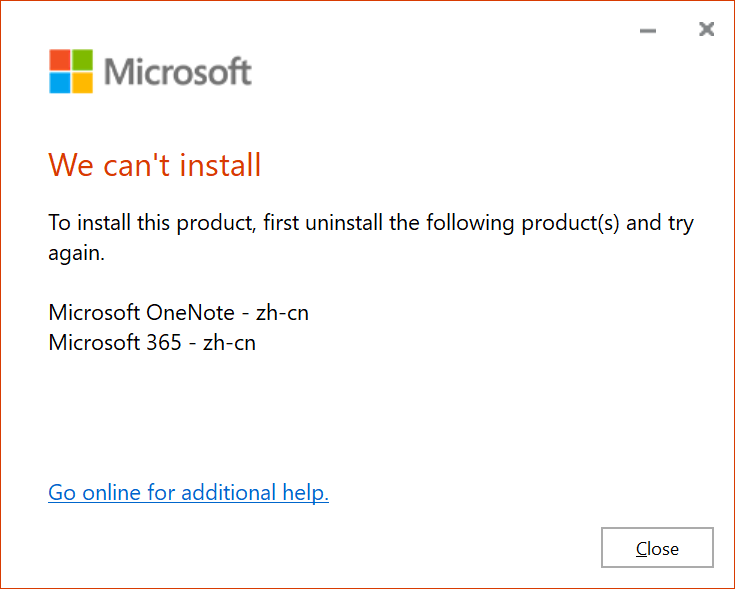 Microsoft
We can't install
To install this product, first uninstall the following product(s) and try
again.
Microsoft OneNote - zh-cn
Microsoft 365 - zh-cn
Go online for additional help.
Close